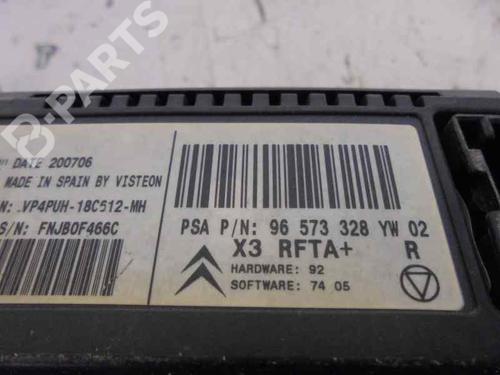 B-PARTS
DATE 200706
MADE IN SPAIN BY VISTEON
N: VP4PUH-18C512-MH
S/N: FNJB0F466C
PSA P/N: 96 573 328 YW 02
X3 RFTA+ R
HARDWARE: 92
SOFTWARE: 74 05